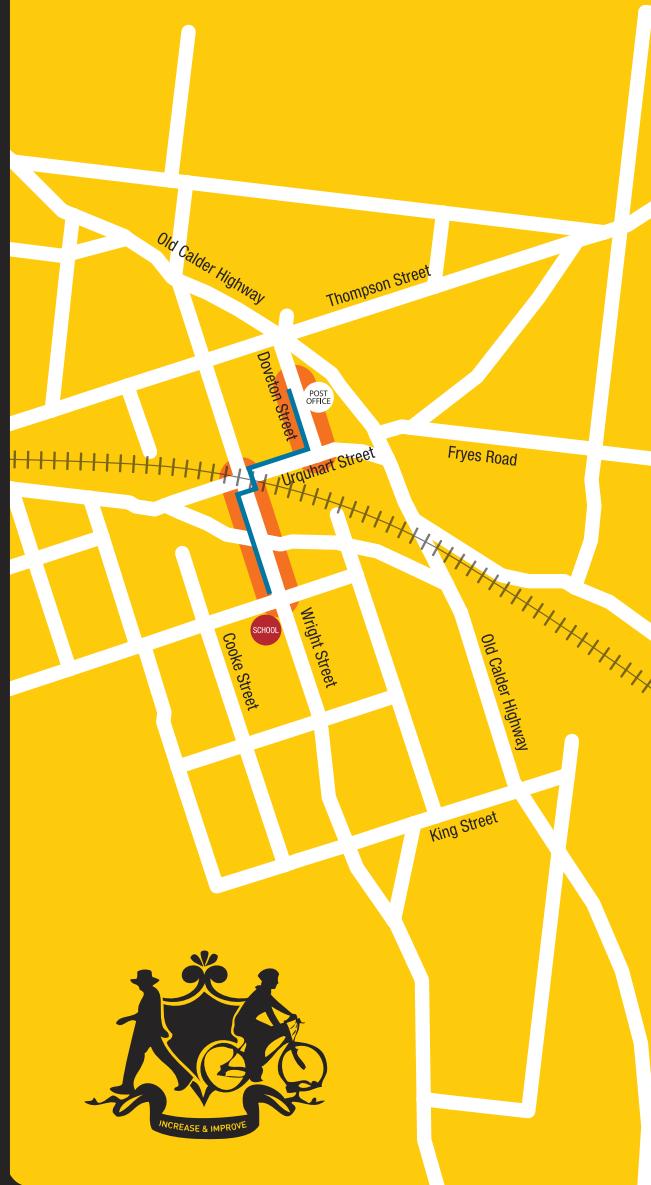 Old Calder Highway
Thompson Street
Doveton Street
POST
OFFICE
Urquhart Street
Fryes Road
SCHOOL
Wright Street
Cooke Street
Old Calder Highway
King Street
INCREASE & IMPROVE